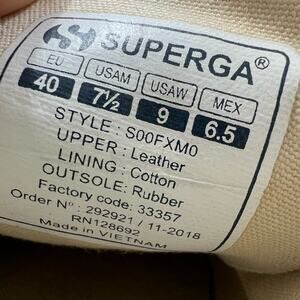 SUPERGA®
EU USAM USAW MEX
40 7½ 9 6.5
STYLE : S00FXM0
UPPER : Leather
LINING : Cotton
OUTSOLE: Rubber
Factory code: 33357
Order Nº : 292921 / 11-2018
RN128692
Made in VIETNAM